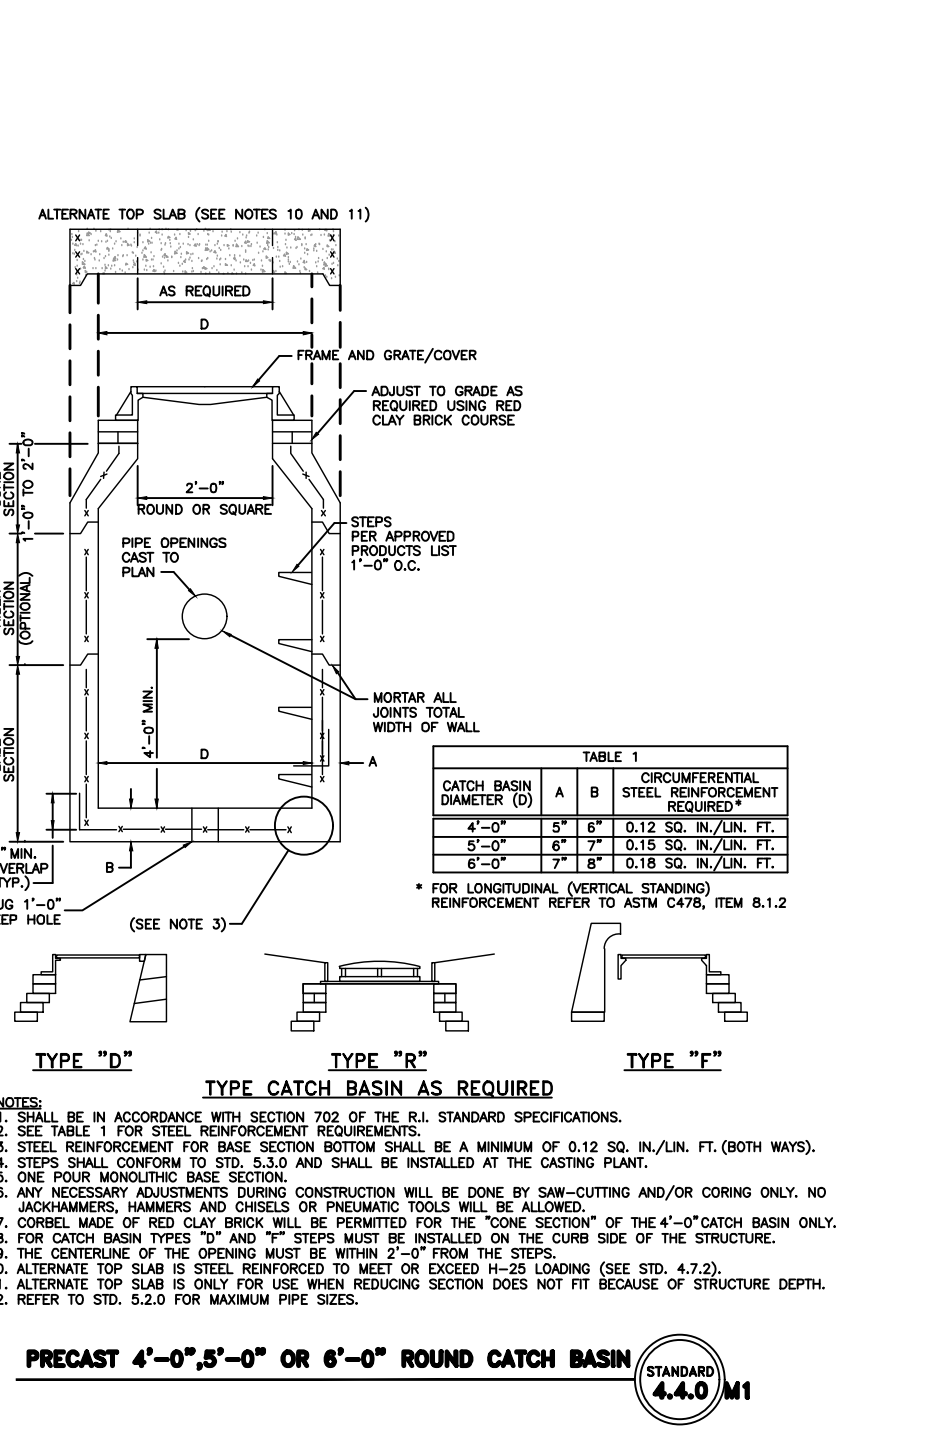 ALTERNATE TOP SLAB (SEE NOTES 10 AND 11)
AS REQUIRED
D
FRAME AND GRATE/COVER
ADJUST TO GRADE AS
REQUIRED USING RED
CLAY BRICK COURSE
SECTION
1'-0" TO 2'-0"
2'-0"
ROUND OR SQUARE
STEPS
PER APPROVED
PRODUCTS LIST
1'-0" O.C.
PIPE OPENINGS
CAST TO
PLAN
SECTION
(OPTIONAL)
4'-0" MIN.
MORTAR ALL
JOINTS TOTAL
WIDTH OF WALL
SECTION
D
A
B
" MIN.
VERLAP
TYP.)
UG 1'-0"
EEP HOLE
(SEE NOTE 3)
TABLE 1
CATCH BASIN DIAMETER (D) A B CIRCUMFERENTIAL STEEL REINFORCEMENT REQUIRED*
4'-0" 5" 6" 0.12 SQ. IN./LIN. FT.
5'-0" 6" 7" 0.15 SQ. IN./LIN. FT.
6'-0" 7" 8" 0.18 SQ. IN./LIN. FT.
* FOR LONGITUDINAL (VERTICAL STANDING)
REINFORCEMENT REFER TO ASTM C478, ITEM 8.1.2
TYPE "D"
TYPE "R"
TYPE "F"
TYPE CATCH BASIN AS REQUIRED
NOTES:
1. SHALL BE IN ACCORDANCE WITH SECTION 702 OF THE R.I. STANDARD SPECIFICATIONS.
2. SEE TABLE 1 FOR STEEL REINFORCEMENT REQUIREMENTS.
3. STEEL REINFORCEMENT FOR BASE SECTION BOTTOM SHALL BE A MINIMUM OF 0.12 SQ. IN./LIN. FT. (BOTH WAYS).
4. STEPS SHALL CONFORM TO STD. 5.3.0 AND SHALL BE INSTALLED AT THE CASTING PLANT.
5. ONE POUR MONOLITHIC BASE SECTION.
6. ANY NECESSARY ADJUSTMENTS DURING CONSTRUCTION WILL BE DONE BY SAW-CUTTING AND/OR CORING ONLY. NO
JACKHAMMERS, HAMMERS AND CHISELS OR PNEUMATIC TOOLS WILL BE ALLOWED.
7. CORBEL MADE OF RED CLAY BRICK WILL BE PERMITTED FOR THE "CONE SECTION" OF THE 4'-0" CATCH BASIN ONLY.
8. FOR CATCH BASIN TYPES "D" AND "F" STEPS MUST BE INSTALLED ON THE CURB SIDE OF THE STRUCTURE.
9. THE CENTERLINE OF THE OPENING MUST BE WITHIN 2'-0" FROM THE STEPS.
0. ALTERNATE TOP SLAB IS STEEL REINFORCED TO MEET OR EXCEED H-25 LOADING (SEE STD. 4.7.2).
1. ALTERNATE TOP SLAB IS ONLY FOR USE WHEN REDUCING SECTION DOES NOT FIT BECAUSE OF STRUCTURE DEPTH.
2. REFER TO STD. 5.2.0 FOR MAXIMUM PIPE SIZES.
PRECAST 4'-0",5'-0" OR 6'-0" ROUND CATCH BASIN
STANDARD
4.4.0 M1